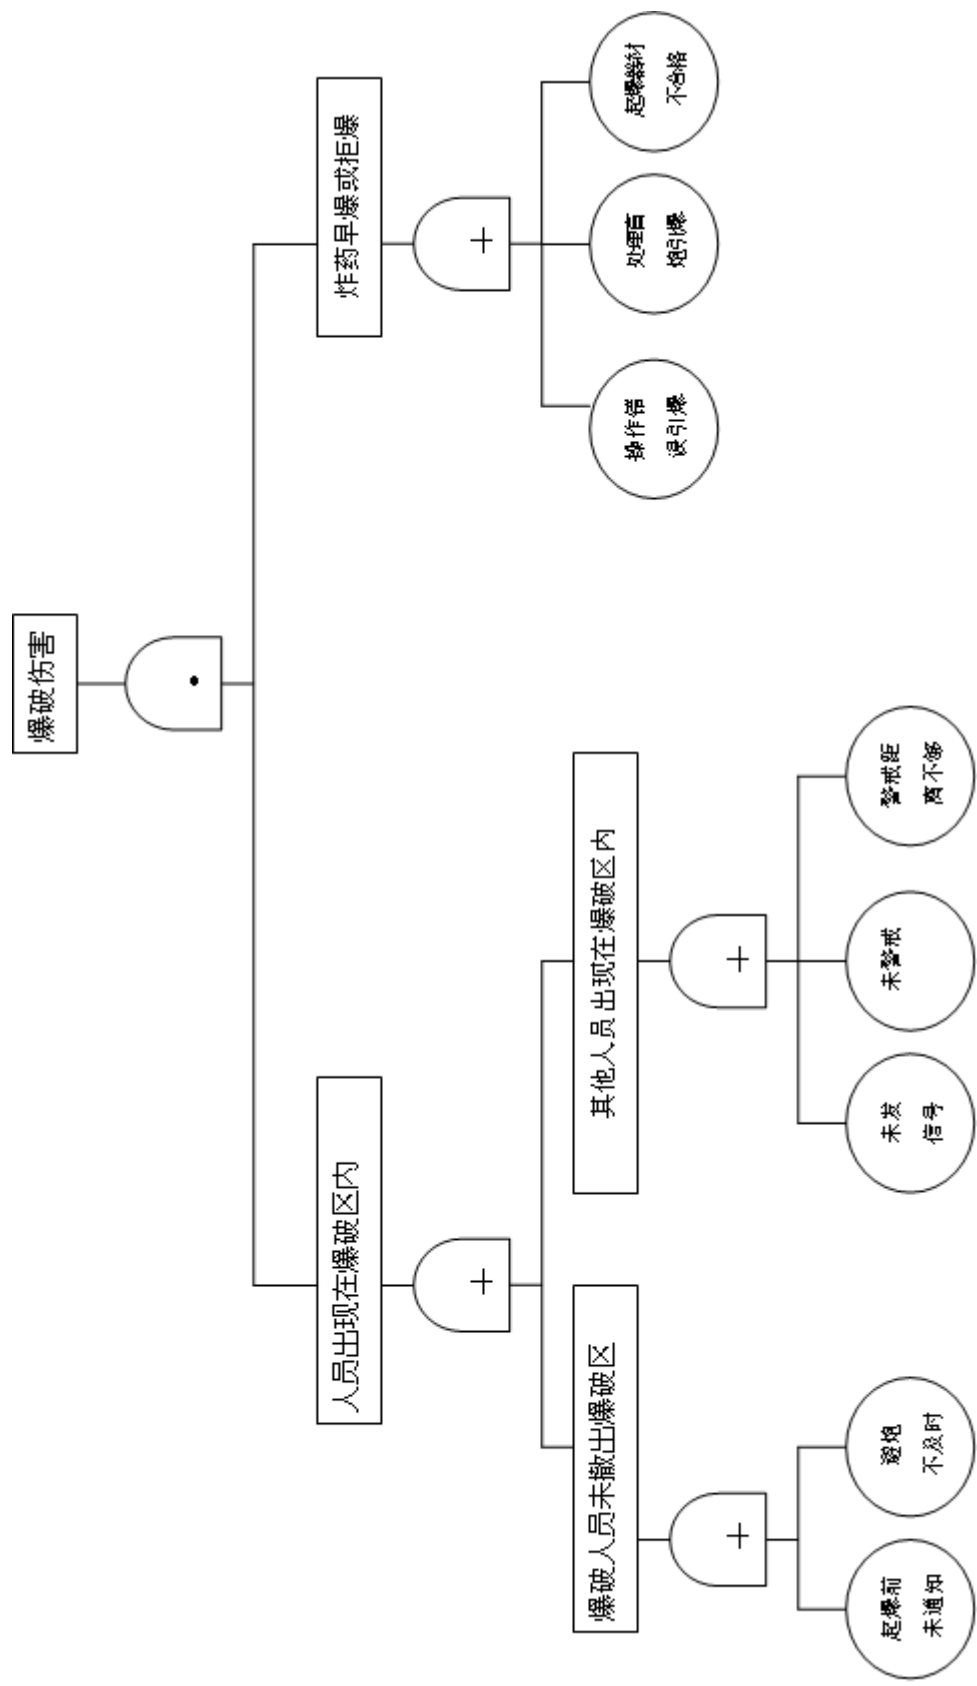 爆破伤害
·
人员出现在爆破区内
炸药早爆或拒爆
+
+
爆破人员未撤出爆破区
其他人员出现在爆破区内
操作错
误引爆
处理盲
炮引爆
起爆器材
不合格
+
+
起爆前
未通知
避炮
不及时
未发
信号
未警戒
警戒距
离不够